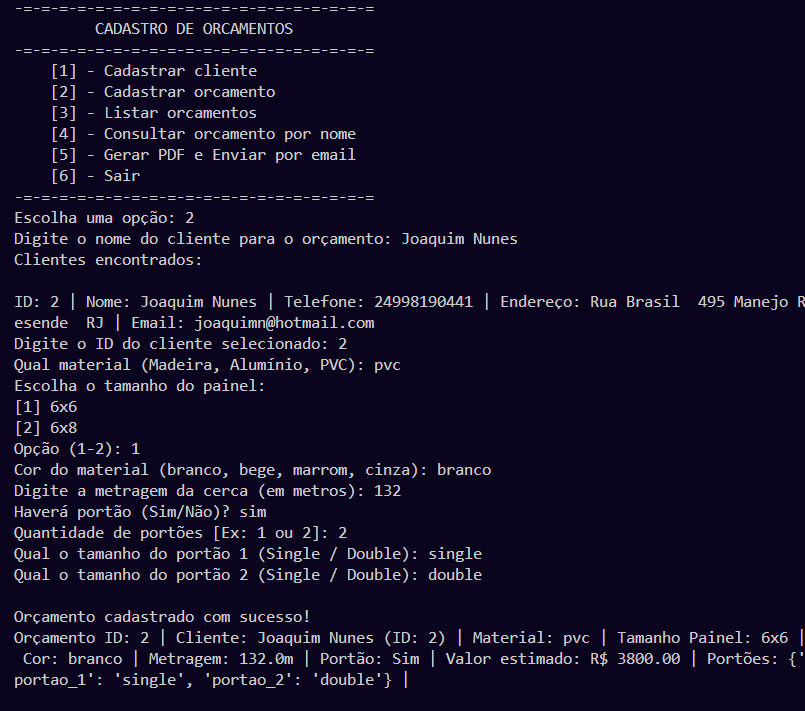 -=-=-=-=-=-=-=-=-=-=-=-=-=-=-=-=-=-=-=-=
CADASTRO DE ORCAMENTOS
-=-=-=-=-=-=-=-=-=-=-=-=-=-=-=-=-=-=-=-=
[1] - Cadastrar cliente
[2] - Cadastrar orcamento
[3] - Listar orcamentos
[4] - Consultar orcamento por nome
[5] - Gerar PDF e Enviar por email
[6] - Sair
-=-=-=-=-=-=-=-=-=-=-=-=-=-=-=-=-=-=-=-=
Escolha uma opção: 2
Digite o nome do cliente para o orçamento: Joaquim Nunes
Clientes encontrados:
ID: 2 | Nome: Joaquim Nunes | Telefone: 24998190441 | Endereço: Rua Brasil  495 Manejo R
esende  RJ | Email: joaquimn@hotmail.com
Digite o ID do cliente selecionado: 2
Qual material (Madeira, Alumínio, PVC): pvc
Escolha o tamanho do painel:
[1] 6x6
[2] 6x8
Opção (1-2): 1
Cor do material (branco, bege, marrom, cinza): branco
Digite a metragem da cerca (em metros): 132
Haverá portão (Sim/Não)? sim
Quantidade de portões [Ex: 1 ou 2]: 2
Qual o tamanho do portão 1 (Single / Double): single
Qual o tamanho do portão 2 (Single / Double): double
Orçamento cadastrado com sucesso!
Orçamento ID: 2 | Cliente: Joaquim Nunes (ID: 2) | Material: pvc | Tamanho Painel: 6x6 |
Cor: branco | Metragem: 132.0m | Portão: Sim | Valor estimado: R$ 3800.00 | Portões: {'
portao_1': 'single', 'portao_2': 'double'} |